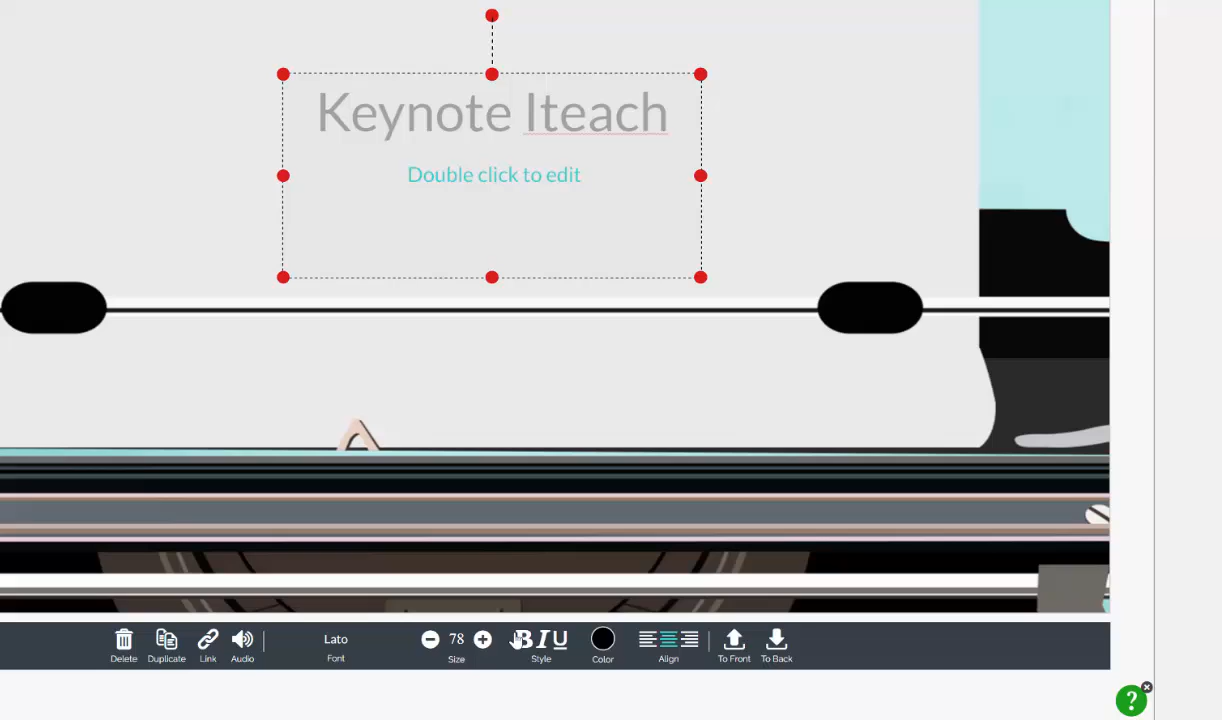 Keynote Iteach
Double click to edit
Lato
78
B I U
Delete
Duplicate
Link
Audio
Font
Size
Style
Color
Align
To Front
To Back
?